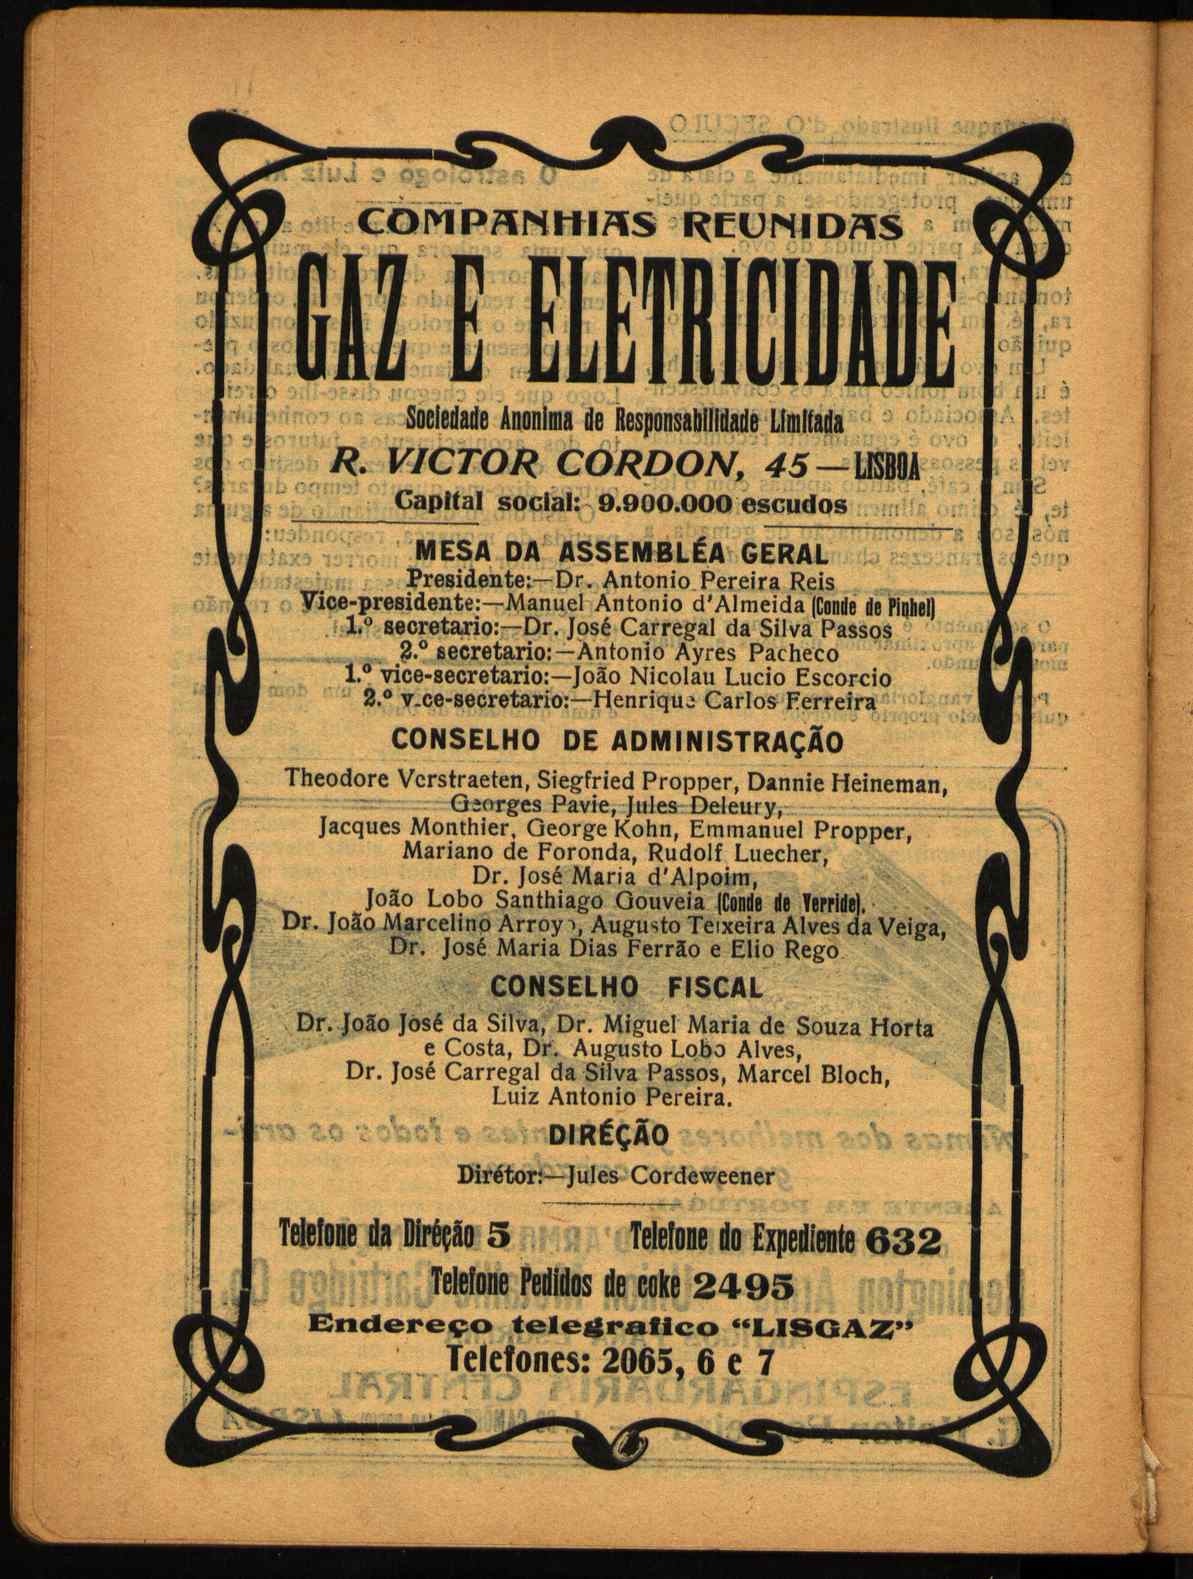 COMPANHIAS REUNIDAS
GAZ E ELETRICIDADE
Sociedade Anonima de Responsabilidade Limitada
R. VICTOR CORDON, 45—LISBOA
Capital social: 9.900.000 escudos
MESA DA ASSEMBLÉA GERAL
Presidente:—Dr. Antonio Pereira Reis
Vice-presidente:—Manuel Antonio d'Almeida (Conde de Pinhel)
1.º secretario:—Dr. José Carregal da Silva Passos
2.º secretario:—Antonio Ayres Pacheco
1.º vice-secretario:—João Nicolau Lucio Escorcio
2.º vice-secretario:—Henrique Carlos Ferreira
CONSELHO DE ADMINISTRAÇÃO
Theodore Verstraeten, Siegfried Propper, Dannie Heineman,
Georges Pavie, Jules Deleury,
Jacques Monthier, George Kohn, Emmanuel Propper,
Mariano de Foronda, Rudolf Luecher,
Dr. José Maria d'Alpoim,
João Lobo Santhiago Gouveia (Conde de Verride),
Dr. João Marcelino Arroyo, Augusto Teixeira Alves da Veiga,
Dr. José Maria Dias Ferrão e Elio Rego
CONSELHO FISCAL
Dr. João José da Silva, Dr. Miguel Maria de Souza Horta
e Costa, Dr. Augusto Lobo Alves,
Dr. José Carregal da Silva Passos, Marcel Bloch,
Luiz Antonio Pereira.
DIRÉÇÃO
Dirétor:—Jules Cordeweener
Telefone da Diréção 5 Telefone do Expediente 632
Telefone Pedidos de coke 2495
Endereço telegrafico “LISGAZ”
Telefones: 2065, 6 e 7